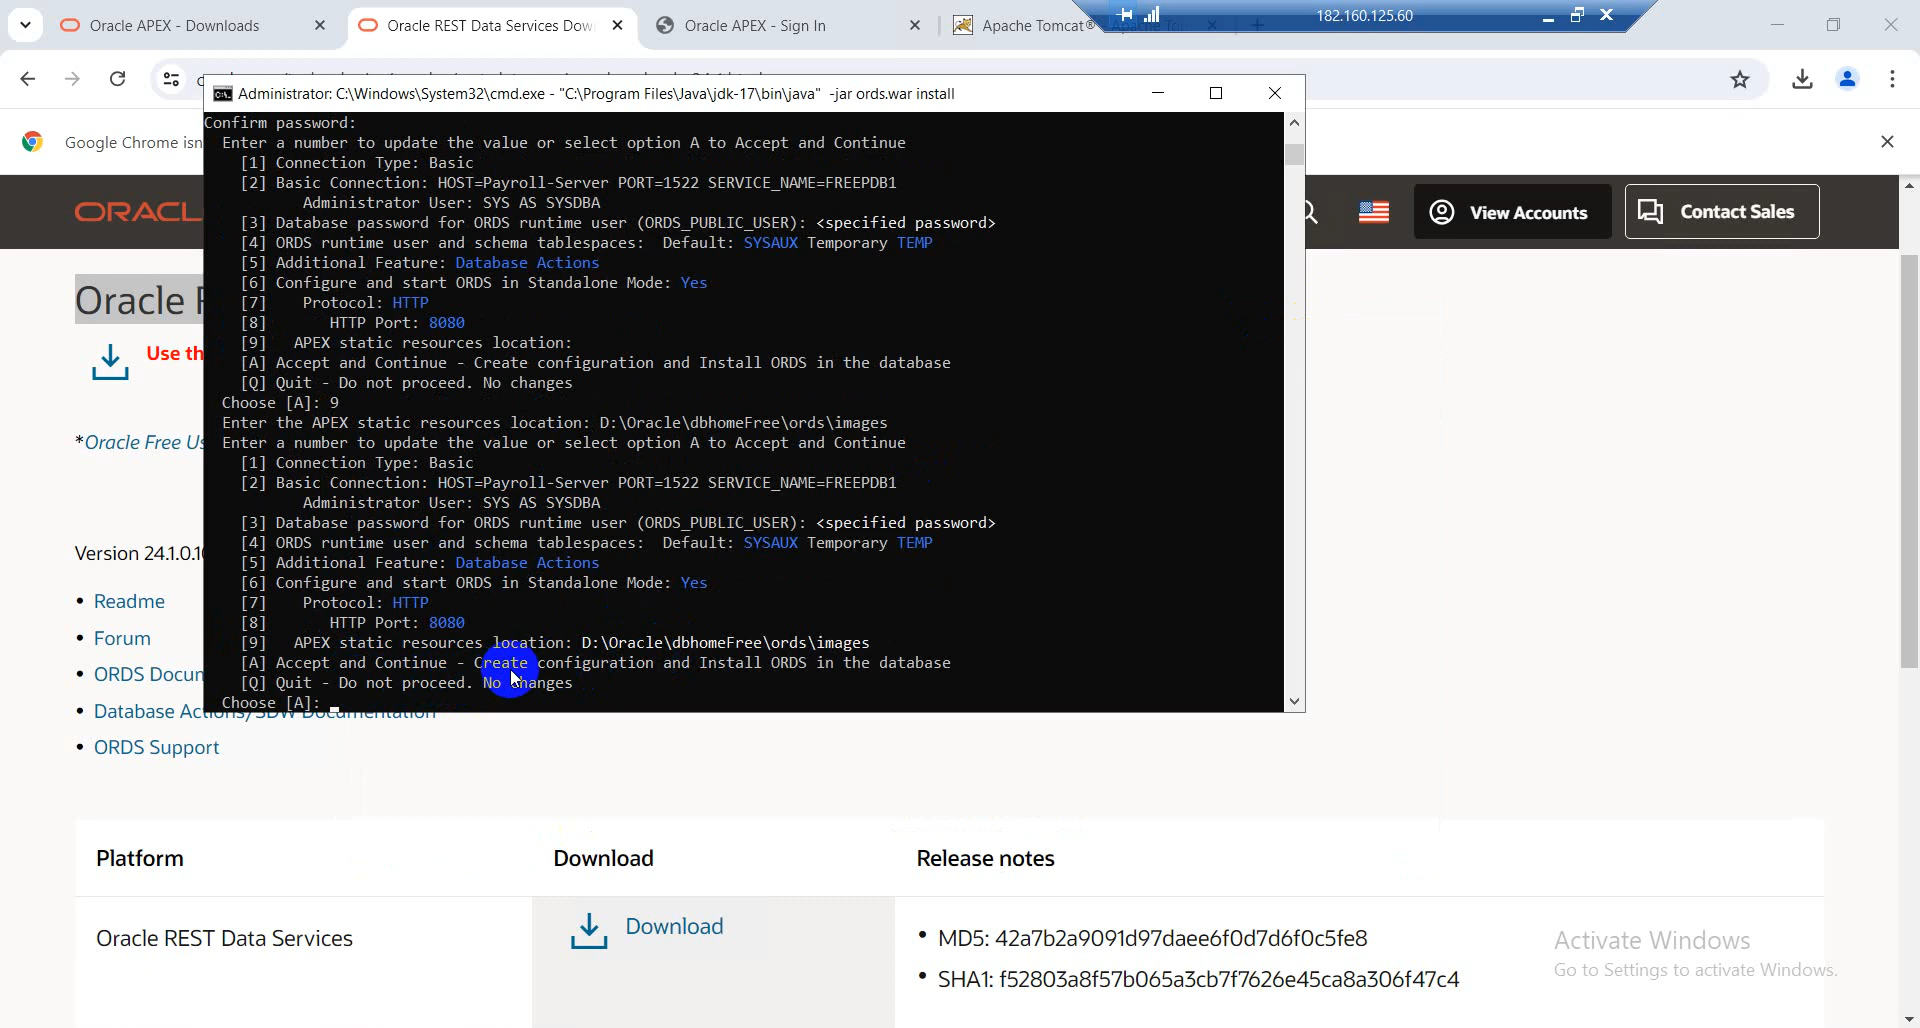 Oracle APEX - Downloads
Oracle REST Data Services Dow
Oracle APEX - Sign In
Apache Tomcat®
182.160.125.60
Administrator: C:\Windows\System32\cmd.exe - "C:\Program Files\Java\jdk-17\bin\java"  -jar ords.war install
Google Chrome isn
ORACL
View Accounts
Contact Sales
Confirm password:
Enter a number to update the value or select option A to Accept and Continue
[1] Connection Type: Basic
[2] Basic Connection: HOST=Payroll-Server PORT=1522 SERVICE_NAME=FREEPDB1
Administrator User: SYS AS SYSDBA
[3] Database password for ORDS runtime user (ORDS_PUBLIC_USER): <specified password>
[4] ORDS runtime user and schema tablespaces:  Default: SYSAUX Temporary TEMP
[5] Additional Feature: Database Actions
[6] Configure and start ORDS in Standalone Mode: Yes
[7]    Protocol: HTTP
[8]       HTTP Port: 8080
[9]   APEX static resources location:
[A] Accept and Continue - Create configuration and Install ORDS in the database
[Q] Quit - Do not proceed. No changes
Choose [A]: 9
Enter the APEX static resources location: D:\Oracle\dbhomeFree\ords\images
Enter a number to update the value or select option A to Accept and Continue
[1] Connection Type: Basic
[2] Basic Connection: HOST=Payroll-Server PORT=1522 SERVICE_NAME=FREEPDB1
Administrator User: SYS AS SYSDBA
[3] Database password for ORDS runtime user (ORDS_PUBLIC_USER): <specified password>
[4] ORDS runtime user and schema tablespaces:  Default: SYSAUX Temporary TEMP
[5] Additional Feature: Database Actions
[6] Configure and start ORDS in Standalone Mode: Yes
[7]    Protocol: HTTP
[8]       HTTP Port: 8080
[9]   APEX static resources location: D:\Oracle\dbhomeFree\ords\images
[A] Accept and Continue - Create configuration and Install ORDS in the database
[Q] Quit - Do not proceed. No changes
Choose [A]:
Oracle
Use th
*Oracle Free Us
Version 24.1.0.10
• Readme
• Forum
• ORDS Docum
• Database Actions/SDW Documentation
• ORDS Support
Platform
Download
Release notes
Oracle REST Data Services
Download
• MD5: 42a7b2a9091d97daee6f0d7d6f0c5fe8
• SHA1: f52803a8f57b065a3cb7f7626e45ca8a306f47c4
Activate Windows
Go to Settings to activate Windows.